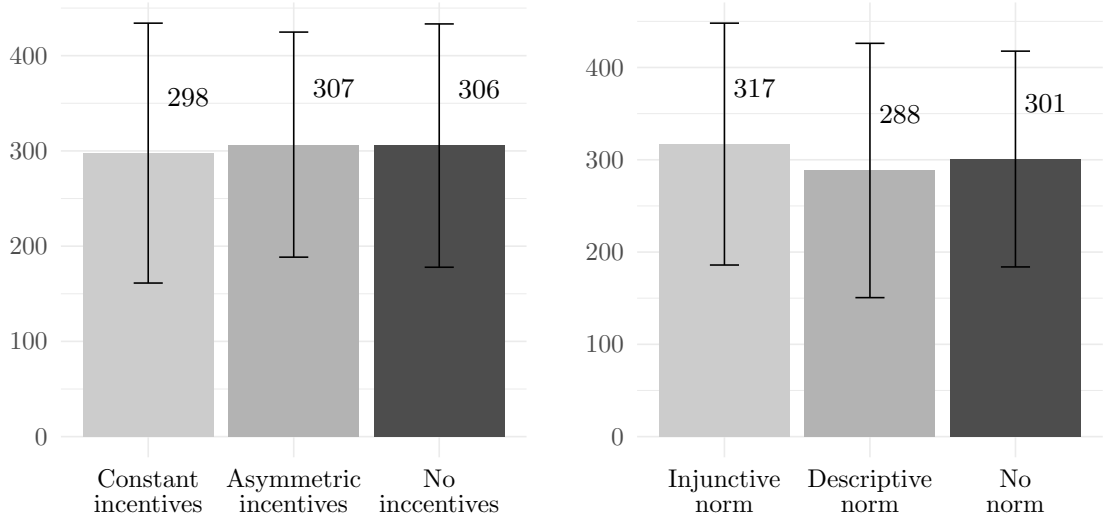 400
300
200
100
0
298
307
306
Constant
incentives
Asymmetric
incentives
No
inccentives
400
300
200
100
0
317
288
301
Injunctive
norm
Descriptive
norm
No
norm